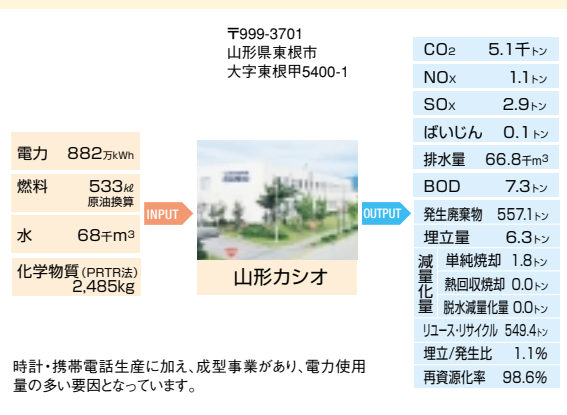 〒999-3701
山形県東根市
大字東根甲5400-1
電力 882万kWh
燃料 533kℓ
原油換算
水 68千m³
化学物質(PRTR法)
2,485kg
INPUT
山形カシオ
OUTPUT
CO₂ 5.1千トン
NOx 1.1トン
SOx 2.9トン
ばいじん 0.1トン
排水量 66.8千m³
BOD 7.3トン
発生廃棄物 557.1トン
埋立量 6.3トン
減量化量
単純焼却 1.8トン
熱回収焼却 0.0トン
脱水減量化量 0.0トン
リユース・リサイクル 549.4トン
埋立/発生比 1.1%
再資源化率 98.6%
時計・携帯電話生産に加え、成型事業があり、電力使用
量の多い要因となっています。